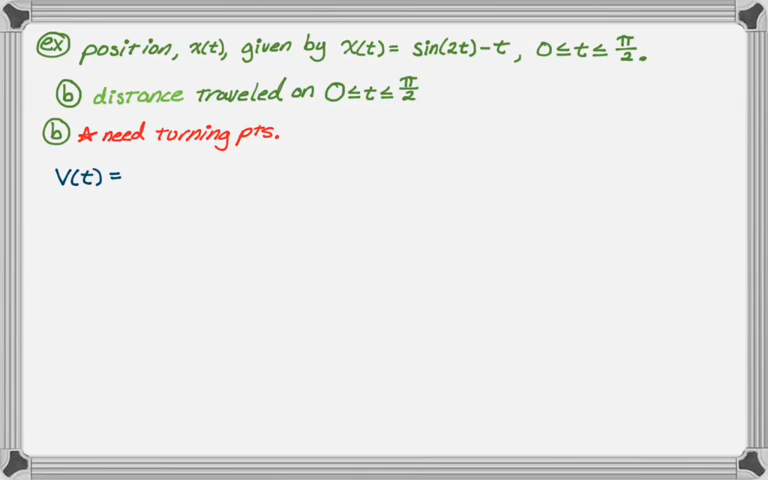 ex position, x(t), given by x(t) = sin(2t) - t, 0 ≤ t ≤ π/2.
b distance traveled on 0 ≤ t ≤ π/2
b ☆ need turning pts.
V(t) =